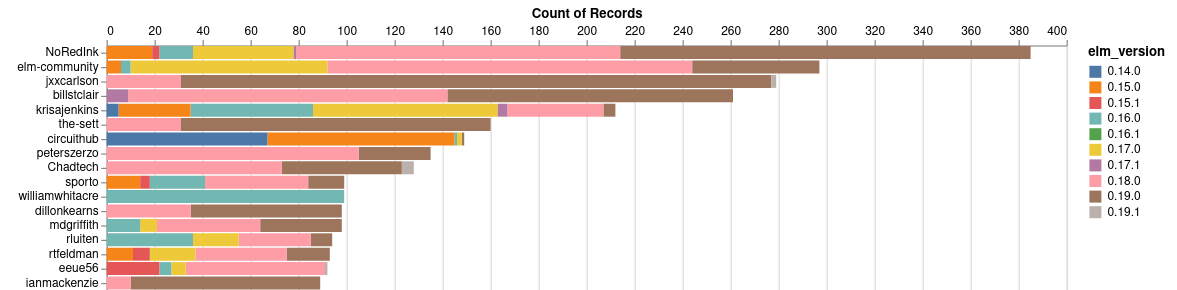 Count of Records
0 20 40 60 80 100 120 140 160 180 200 220 240 260 280 300 320 340 360 380 400
NoRedInk
elm-community
jxxcarlson
billstclair
krisajenkins
the-sett
circuithub
peterszerzo
Chadtech
sporto
williamwhitacre
dillonkearns
mdgriffith
rluiten
rtfeldman
eeue56
ianmackenzie
elm_version
0.14.0
0.15.0
0.15.1
0.16.0
0.16.1
0.17.0
0.17.1
0.18.0
0.19.0
0.19.1